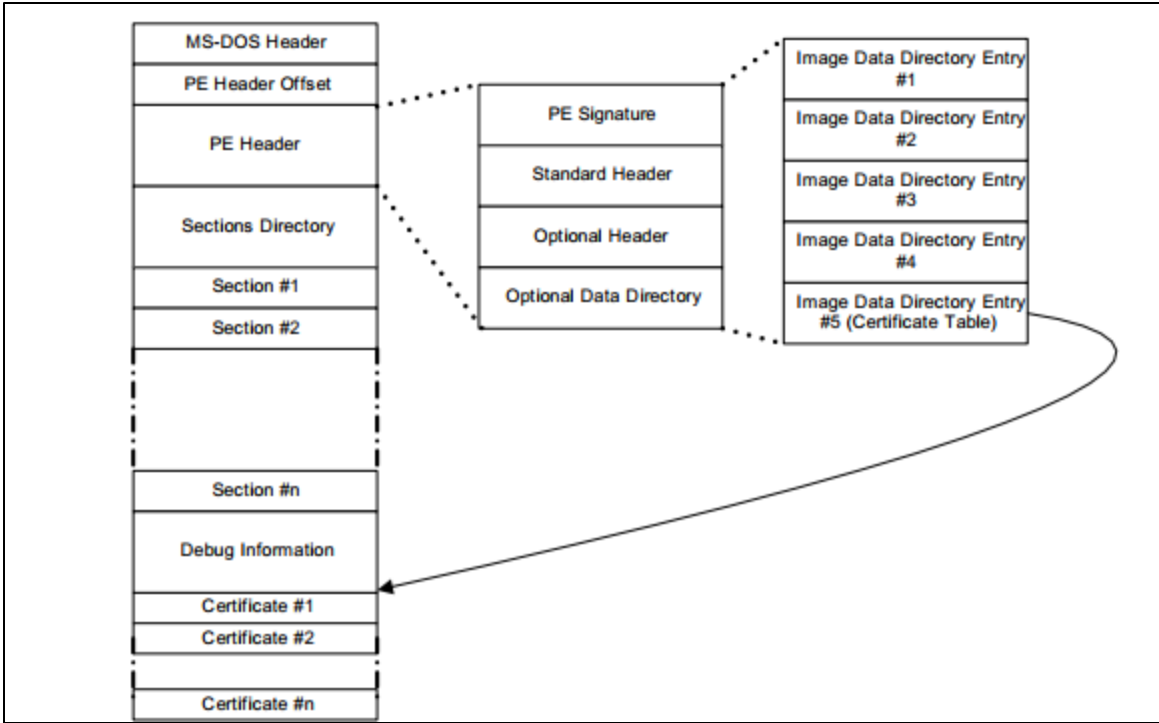 MS-DOS Header
PE Header Offset
PE Header
Sections Directory
Section #1
Section #2
Section #n
Debug Information
Certificate #1
Certificate #2
Certificate #n
PE Signature
Standard Header
Optional Header
Optional Data Directory
Image Data Directory Entry
#1
Image Data Directory Entry
#2
Image Data Directory Entry
#3
Image Data Directory Entry
#4
Image Data Directory Entry
#5 (Certificate Table)